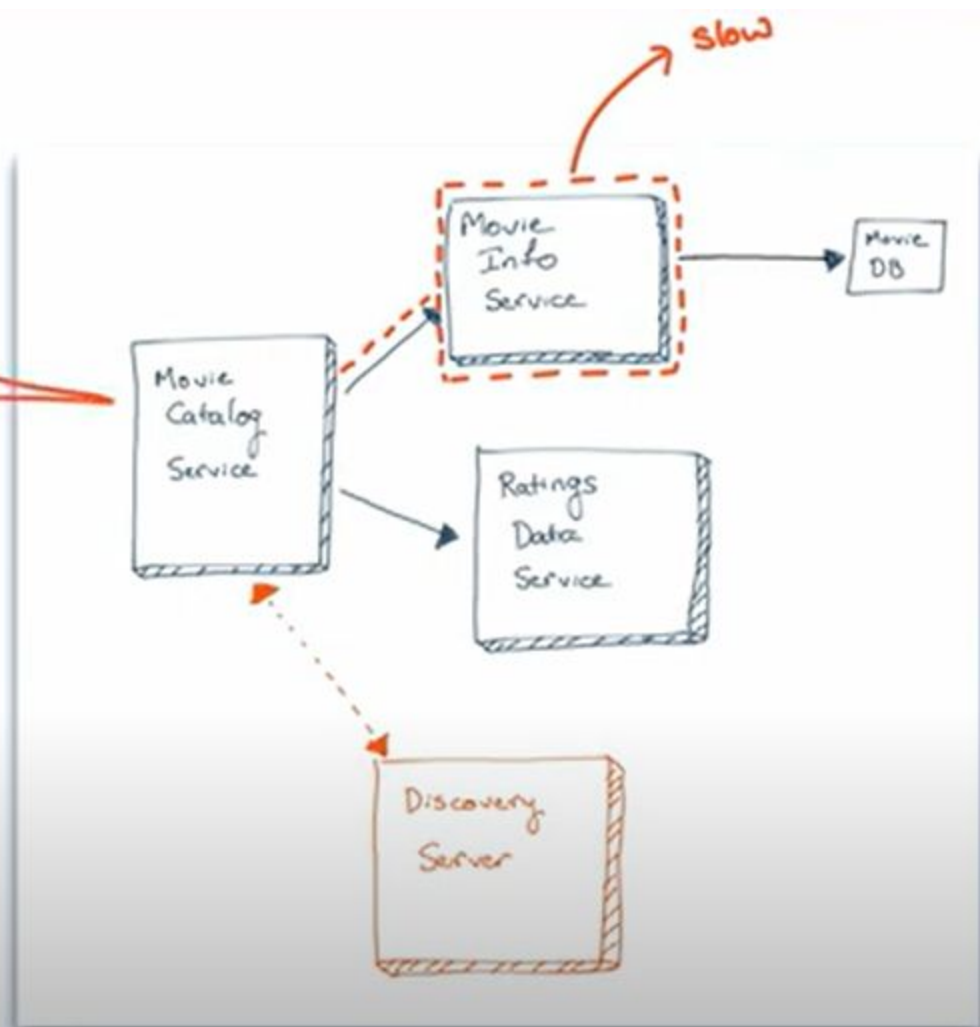 slow
Movie
Info
Service
Movie
DB
Movie
Catalog
Service
Ratings
Data
Service
Discovery
Server